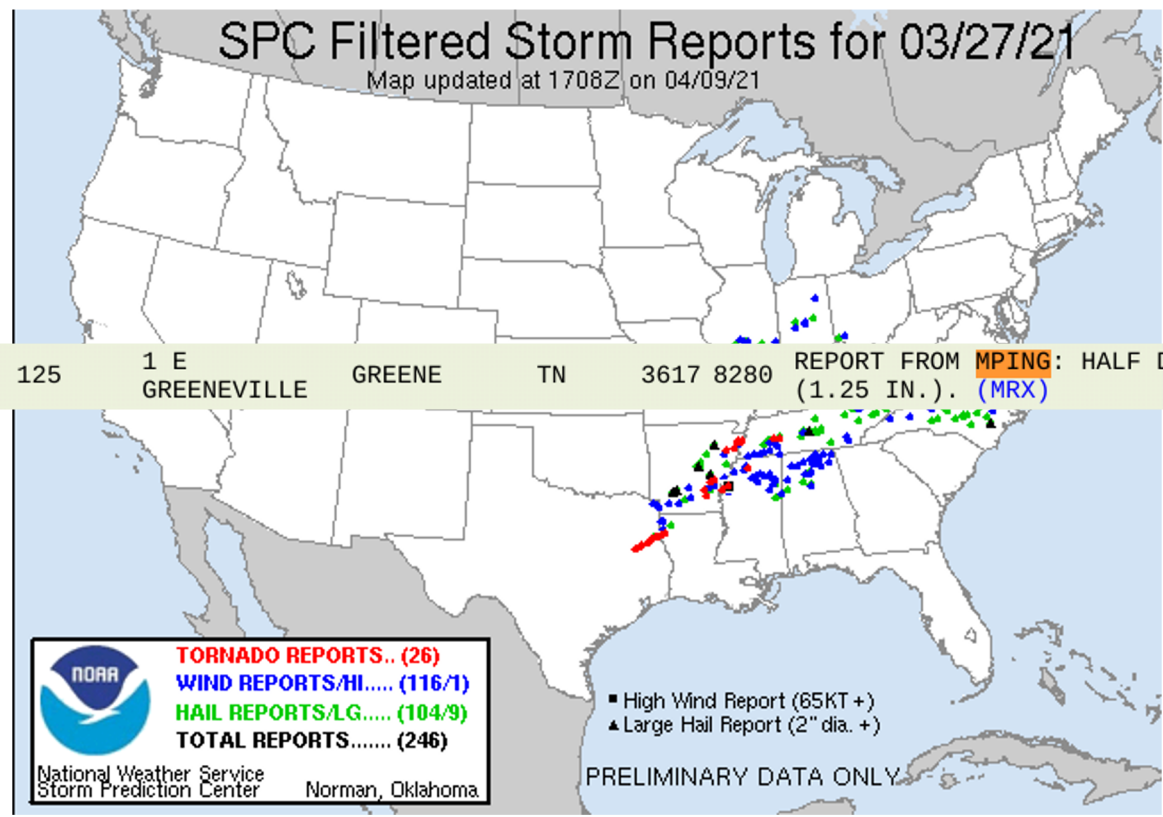 SPC Filtered Storm Reports for 03/27/21
Map updated at 1708Z on 04/09/21
125 1 E GREENEVILLE GREENE TN 3617 8280 REPORT FROM MPING: HALF D
(1.25 IN.). (MRX)
NOAA
TORNADO REPORTS.. (26)
WIND REPORTS/HI..... (116/1)
HAIL REPORTS/LG..... (104/9)
TOTAL REPORTS....... (246)
National Weather Service
Storm Prediction Center Norman, Oklahoma
High Wind Report (65KT +)
Large Hail Report (2" dia. +)
PRELIMINARY DATA ONLY